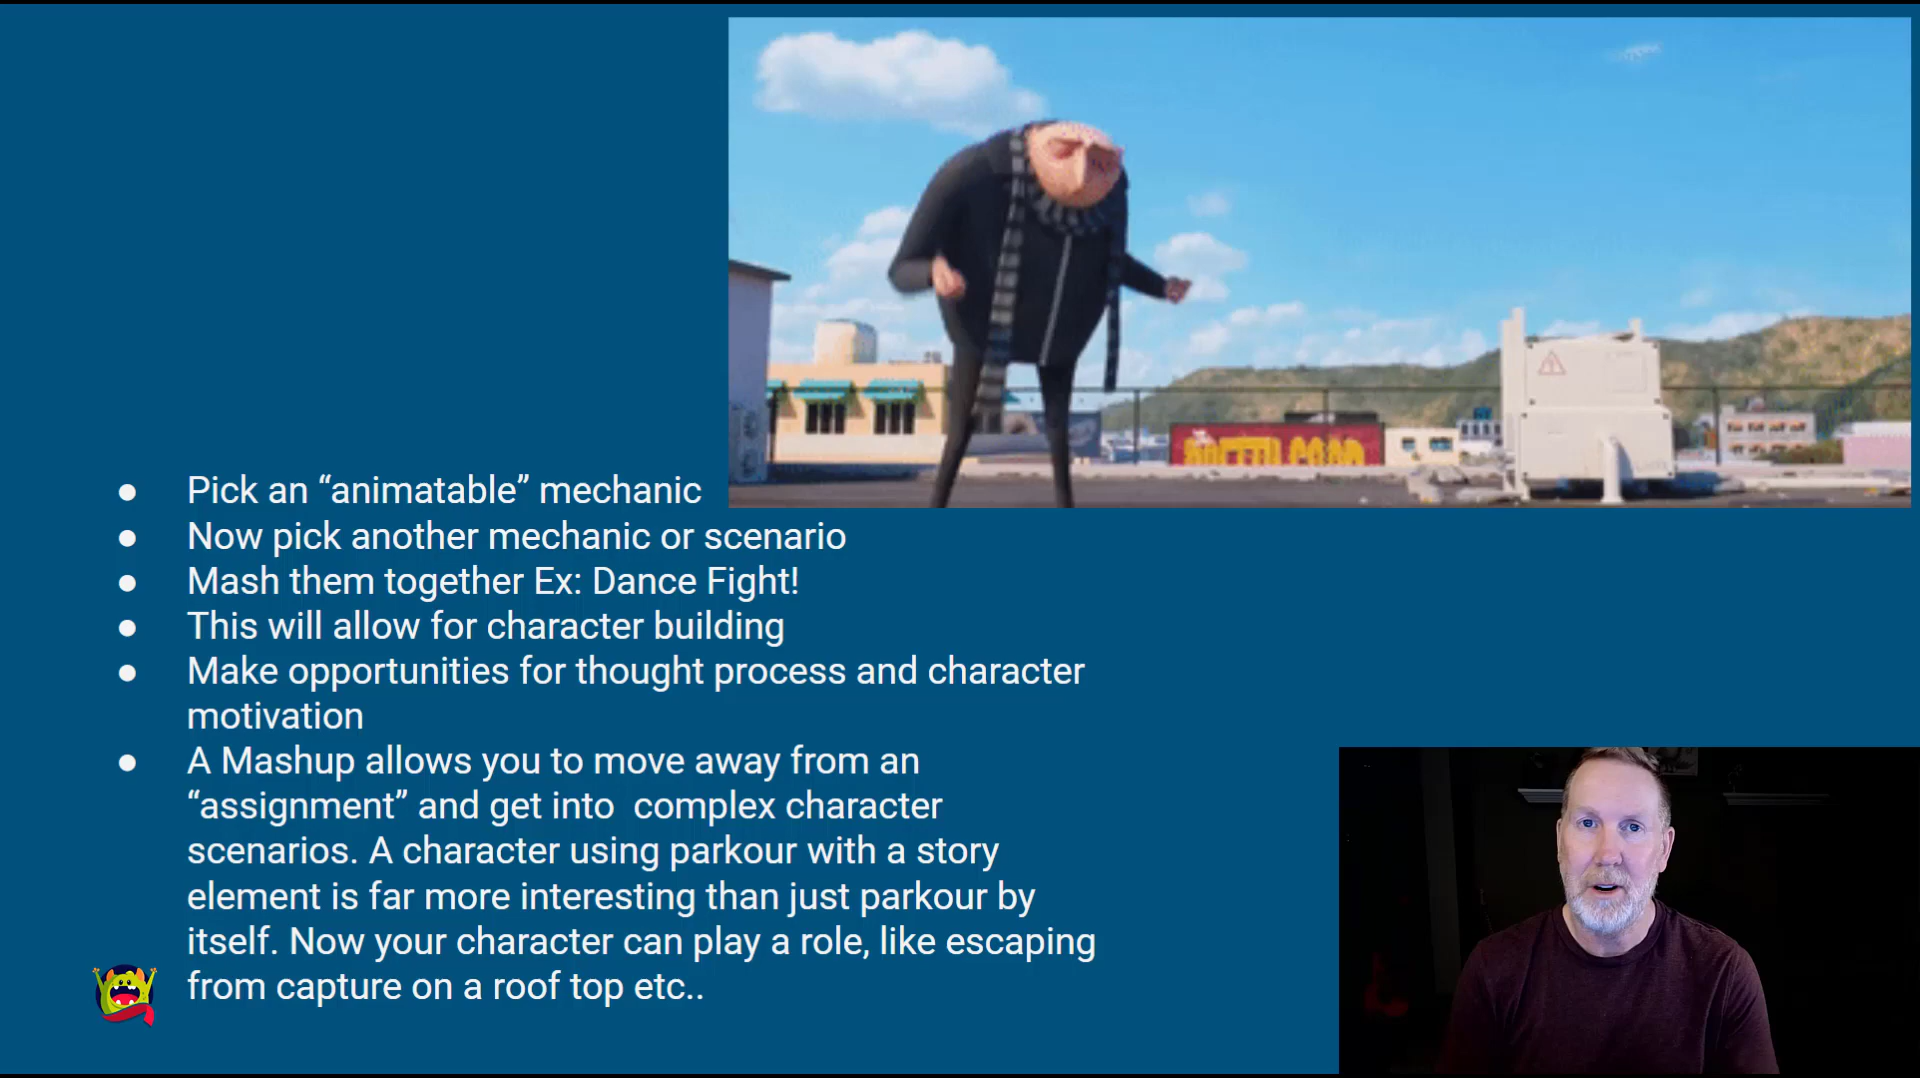 ● Pick an “animatable” mechanic
● Now pick another mechanic or scenario
● Mash them together Ex: Dance Fight!
● This will allow for character building
● Make opportunities for thought process and character
motivation
● A Mashup allows you to move away from an
“assignment” and get into  complex character
scenarios. A character using parkour with a story
element is far more interesting than just parkour by
itself. Now your character can play a role, like escaping
from capture on a roof top etc..